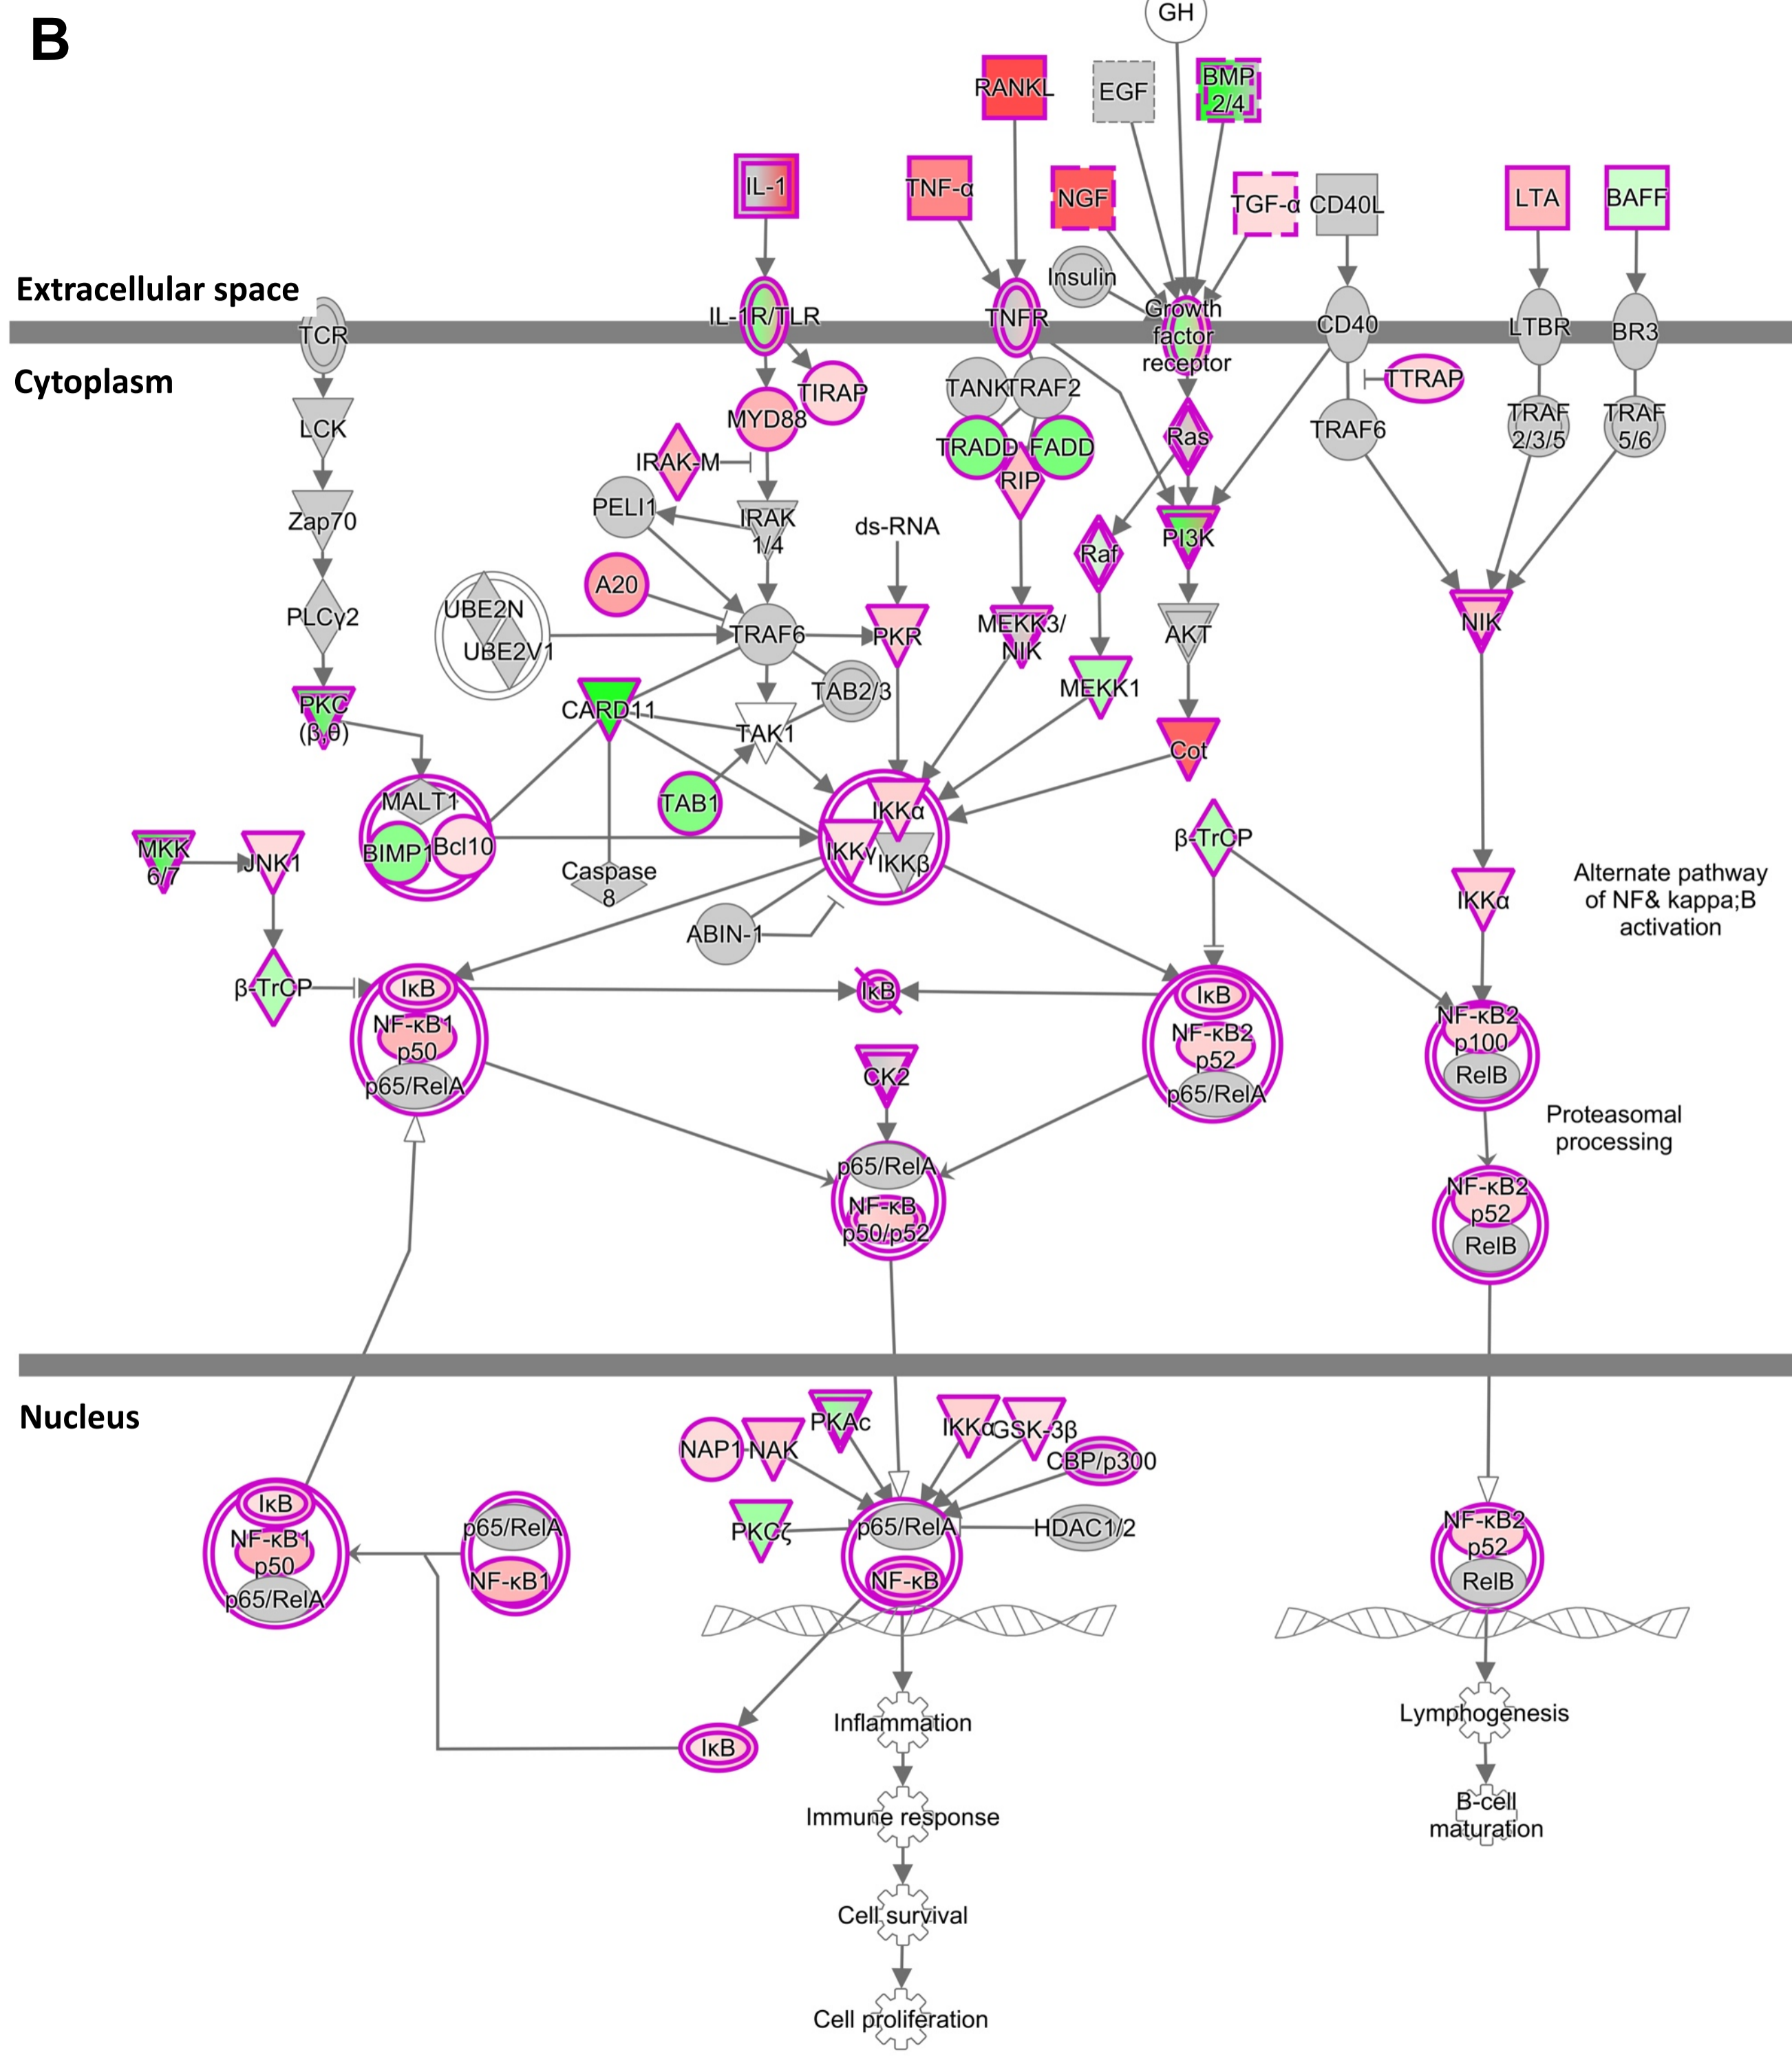 B
GH
RANKL
EGF
BMP
2/4
IL-1
TNF-α
NGF
TGF-α
CD40L
LTA
BAFF
Extracellular space
Insulin
TCR
IL-1R/TLR
TNFR
Growth
factor
receptor
CD40
LTBR
BR3
Cytoplasm
TIRAP
TANK
TRAF2
TTRAP
LCK
MYD88
TRADD
FADD
Ras
TRAF6
TRAF
2/3/5
TRAF
5/6
IRAK-M
RIP
Zap70
PELI1
IRAK
1/4
ds-RNA
Raf
PI3K
A20
UBE2N
UBE2V1
PLCγ2
TRAF6
PKR
MEKK3/
NIK
AKT
NIK
PKC
(β,θ)
CARD11
TAB2/3
MEKK1
TAK1
Cot
MALT1
TAB1
IKKα
MKK
6/7
JNK1
BIMP1
Bcl10
IKKγ
IKKβ
β-TrCP
Caspase
8
IKKα
Alternate pathway
of NF& kappa;B
activation
ABIN-1
β-TrCP
IκB
NF-κB1
p50
p65/RelA
IκB
IκB
NF-κB2
p52
p65/RelA
NF-κB2
p100
RelB
CK2
Proteasomal
processing
p65/RelA
NF-κB
p50/p52
NF-κB2
p52
RelB
Nucleus
NAP1
NAK
PKAc
IKKα
GSK-3β
CBP/p300
PKCζ
p65/RelA
HDAC1/2
NF-κB
IκB
NF-κB1
p50
p65/RelA
p65/RelA
NF-κB1
NF-κB2
p52
RelB
IκB
Inflammation
Immune response
Cell survival
Cell proliferation
Lymphogenesis
B-cell
maturation